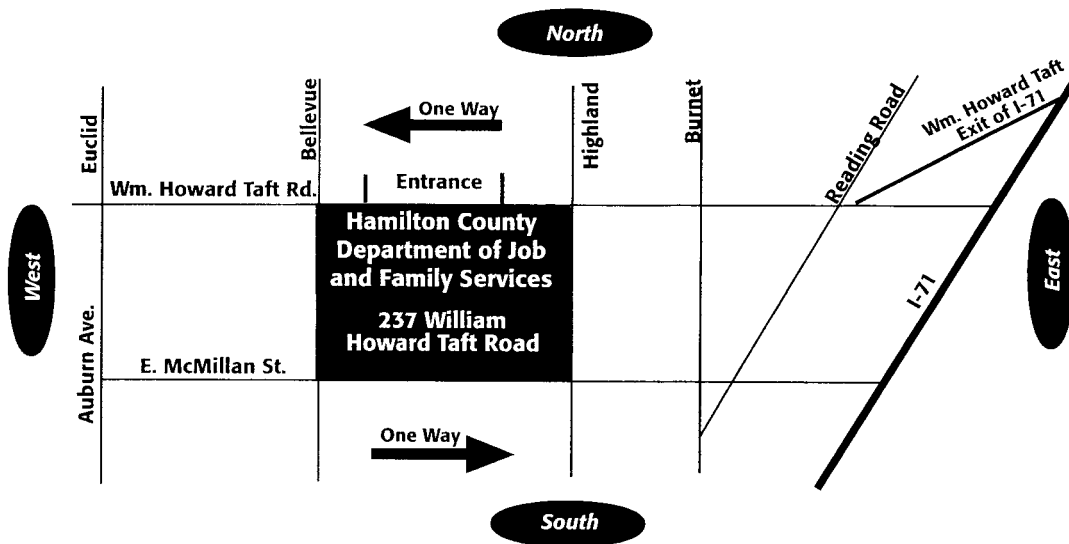 North
Euclid
Bellevue
One Way
Highland
Burnet
Reading Road
Wm. Howard Taft
Exit of I-71
Wm. Howard Taft Rd.
Entrance
West
Hamilton County
Department of Job
and Family Services
237 William
Howard Taft Road
I-71
East
Auburn Ave.
E. McMillan St.
One Way
South